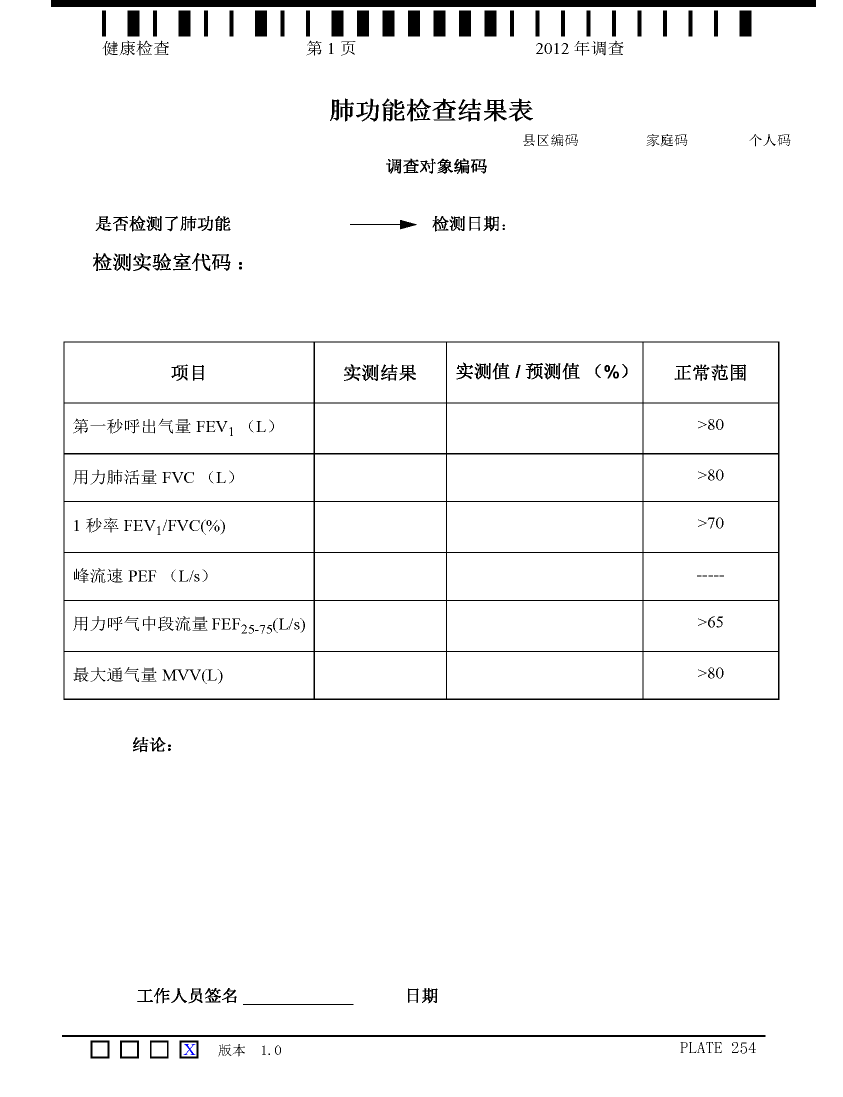 健康检查 第 1 页 2012 年调查
肺功能检查结果表
县区编码 家庭码 个人码
调查对象编码
是否检测了肺功能 检测日期：
检测实验室代码：
项目 实测结果 实测值 / 预测值 （%） 正常范围
第一秒呼出气量 FEV1 （L） >80
用力肺活量 FVC （L） >80
1 秒率 FEV1/FVC(%) >70
峰流速 PEF （L/s） -----
用力呼气中段流量 FEF25-75(L/s) >65
最大通气量 MVV(L) >80
结论：
工作人员签名 日期
X 版本 1.0 PLATE 254